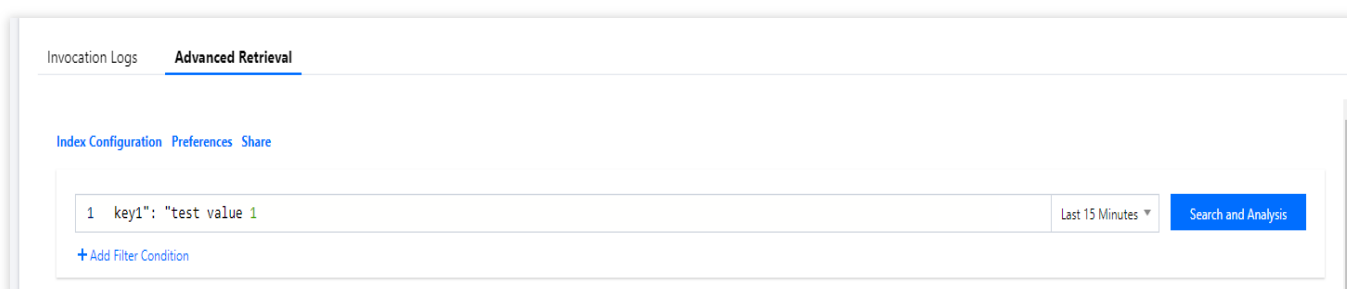 Invocation Logs Advanced Retrieval
Index Configuration Preferences Share
1 key1": "test value 1 Last 15 Minutes Search and Analysis
+ Add Filter Condition